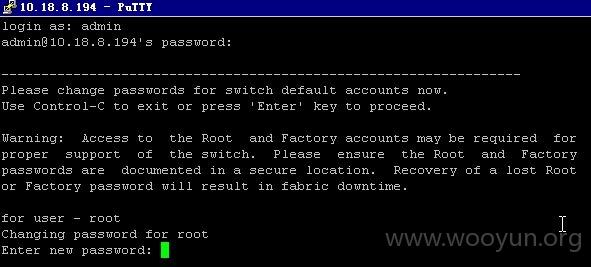 10.18.8.194 - PuTTY
login as: admin
admin@10.18.8.194's password:
-----------------------------------------------------------------
Please change passwords for switch default accounts now.
Use Control-C to exit or press 'Enter' key to proceed.
Warning: Access to the Root and Factory accounts may be required for
proper support of the switch. Please ensure the Root and Factory
passwords are documented in a secure location. Recovery of a lost Root
or Factory password will result in fabric downtime.
for user - root
Changing password for root
Enter new password:
www.wooyun.org